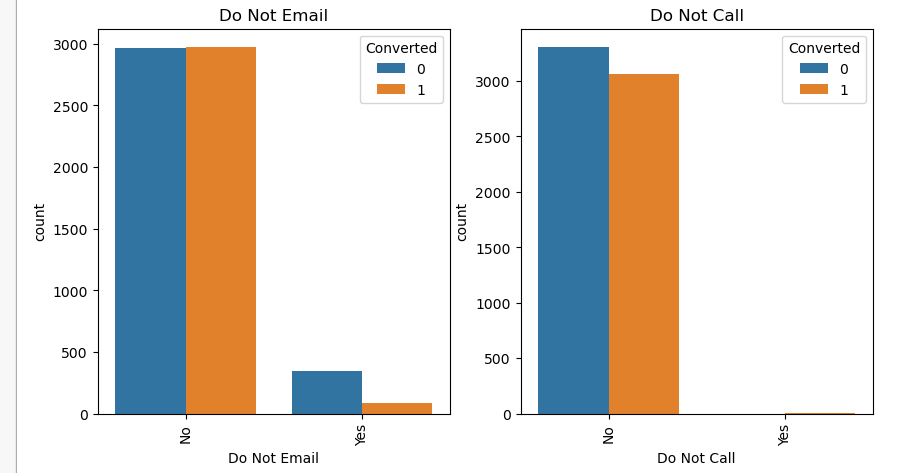 Do Not Email
3000
2500
2000
1500
1000
500
0
count
Converted
0
1
No
Yes
Do Not Email
Do Not Call
3000
2500
2000
1500
1000
500
0
count
Converted
0
1
No
Yes
Do Not Call